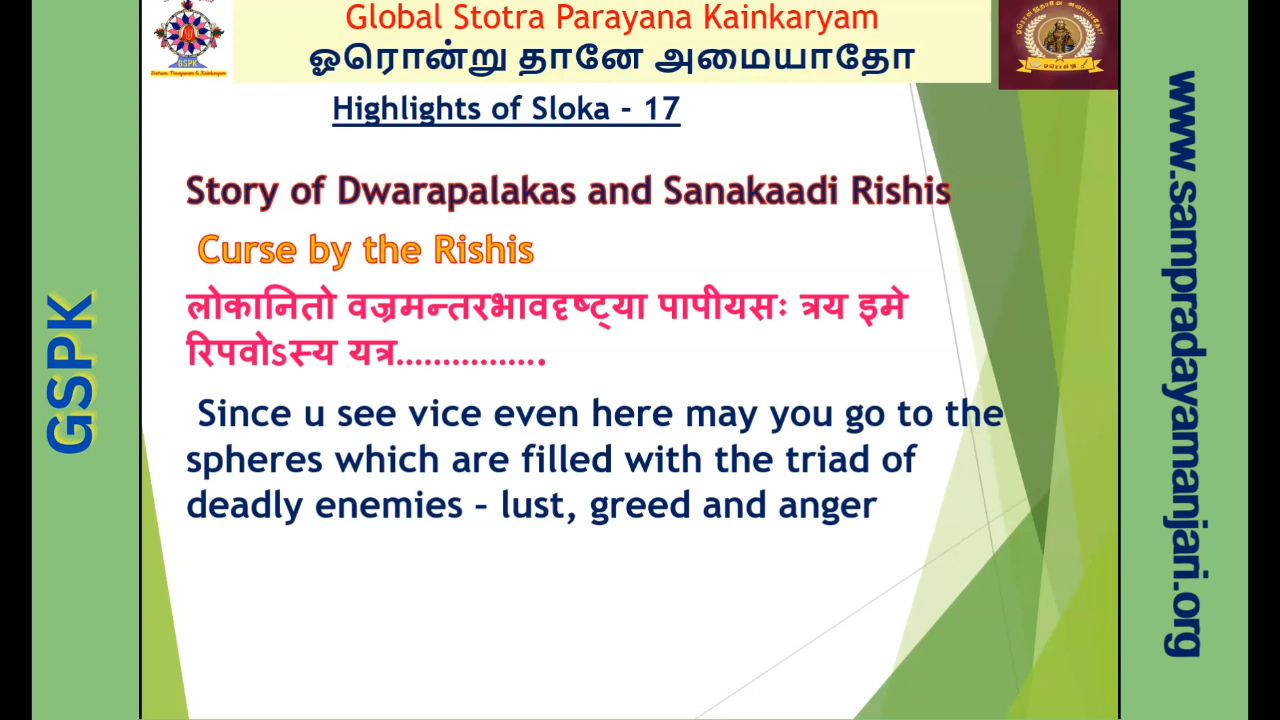 Global Stotra Parayana Kainkaryam
ஓரொன்று தானே அமையாதோ
GSPK
Highlights of Sloka - 17
Story of Dwarapalakas and Sanakaadi Rishis
Curse by the Rishis
लोकानितो वज्रमन्तरभावदृष्ट्या पापीयसः त्रय इमे
रिपवोऽस्य यत्र................
Since u see vice even here may you go to the
spheres which are filled with the triad of
deadly enemies – lust, greed and anger
GSPK
www.sampradayamanjari.org